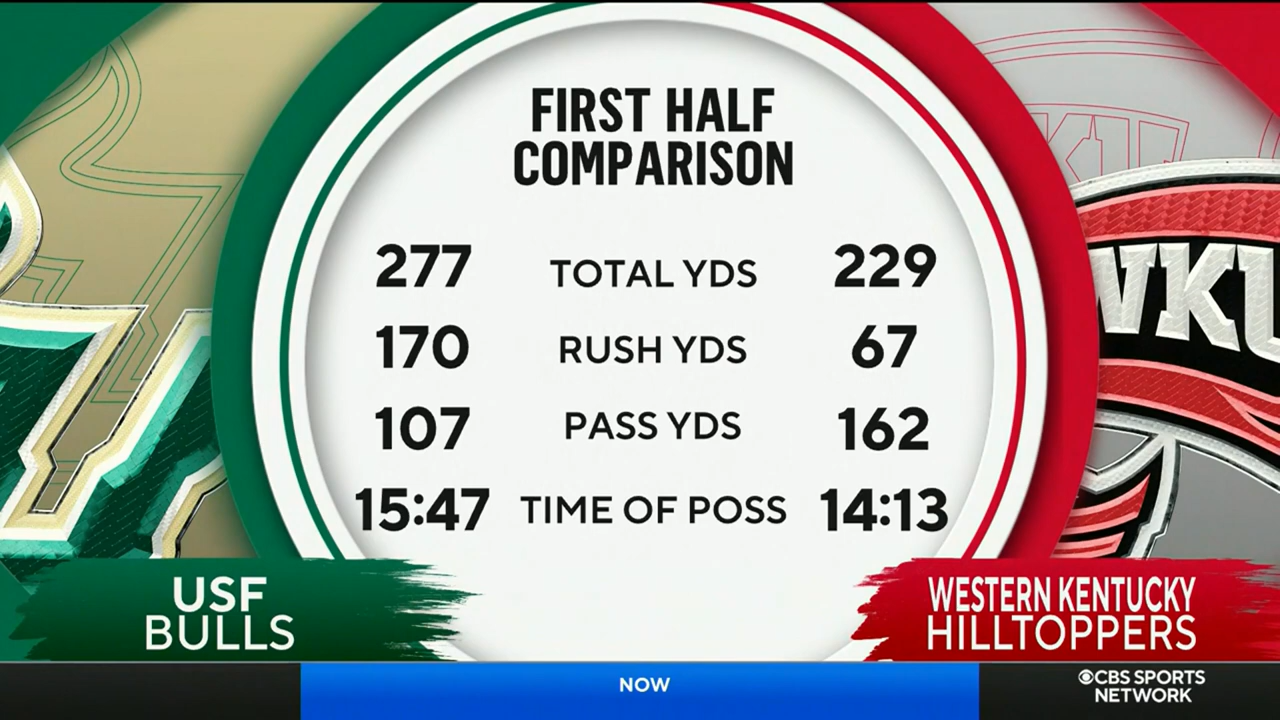 FIRST HALF
COMPARISON
277 TOTAL YDS 229
170 RUSH YDS 67
107 PASS YDS 162
15:47 TIME OF POSS 14:13
WKU
USF
BULLS
WESTERN KENTUCKY
HILLTOPPERS
NOW
CBS SPORTS
NETWORK